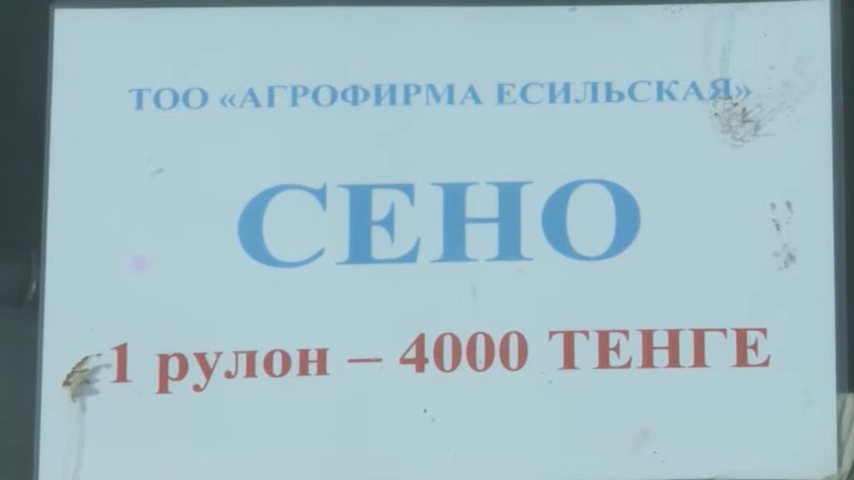 ТОО «АГРОФИРМА ЕСИЛЬСКАЯ»
СЕНО
1 рулон – 4000 ТЕНГЕ